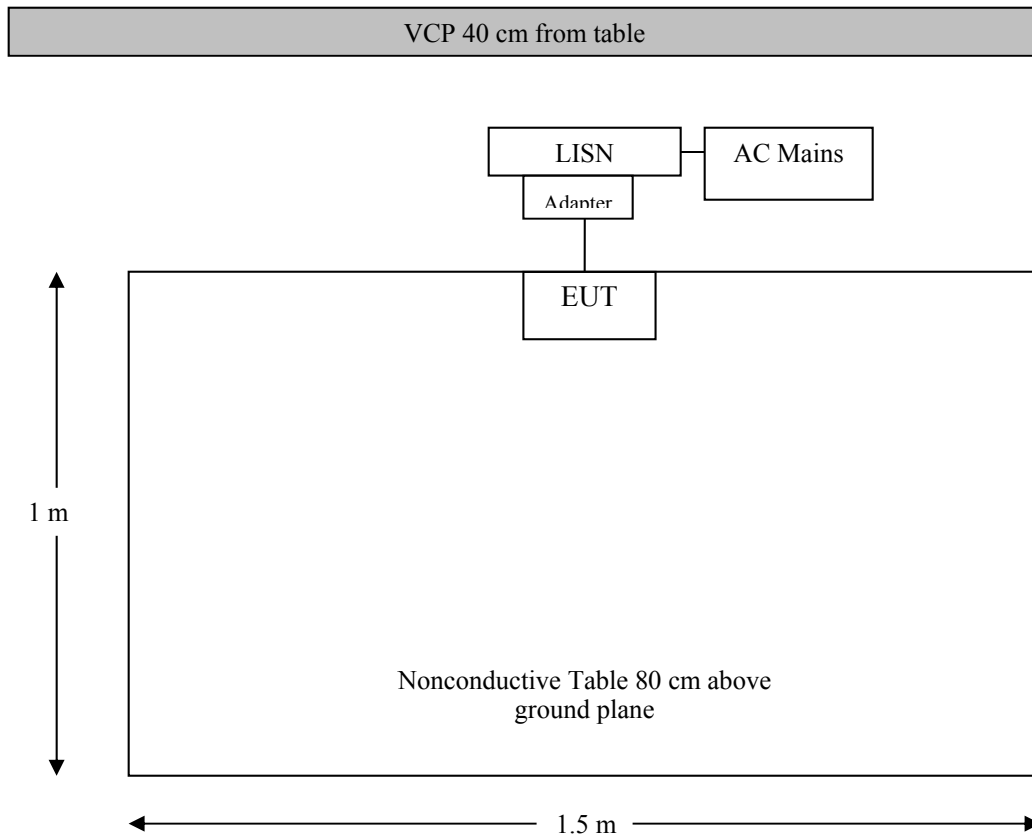 VCP 40 cm from table
LISN
AC Mains
Adapter
EUT
1 m
Nonconductive Table 80 cm above
ground plane
1.5 m